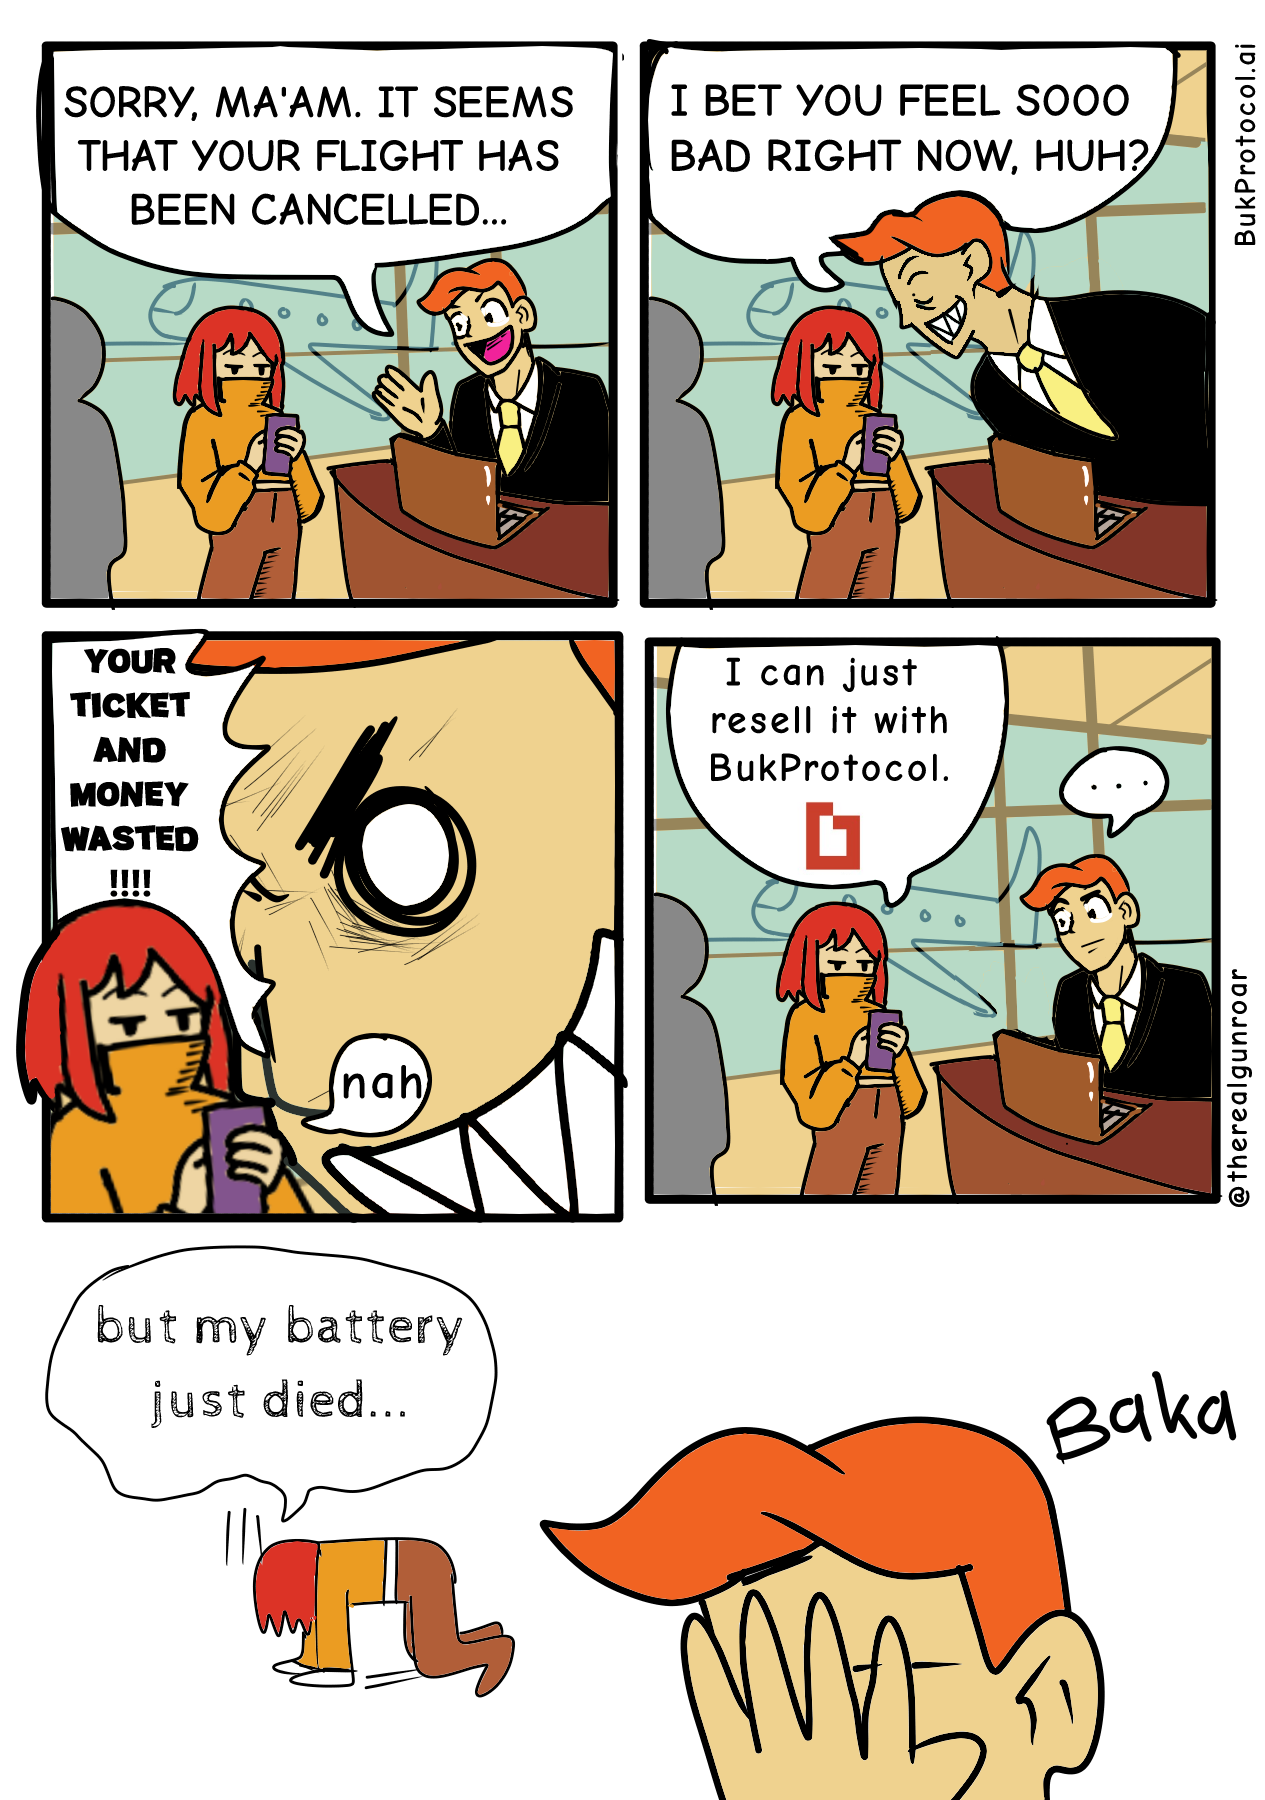 SORRY, MA'AM. IT SEEMS
THAT YOUR FLIGHT HAS
BEEN CANCELLED...
I BET YOU FEEL SOOO
BAD RIGHT NOW, HUH?
BukProtocol.ai
YOUR
TICKET
AND
MONEY
WASTED
!!!!
nah
I can just
resell it with
BukProtocol.
...
@therealgunroar
but my battery
just died...
Baka